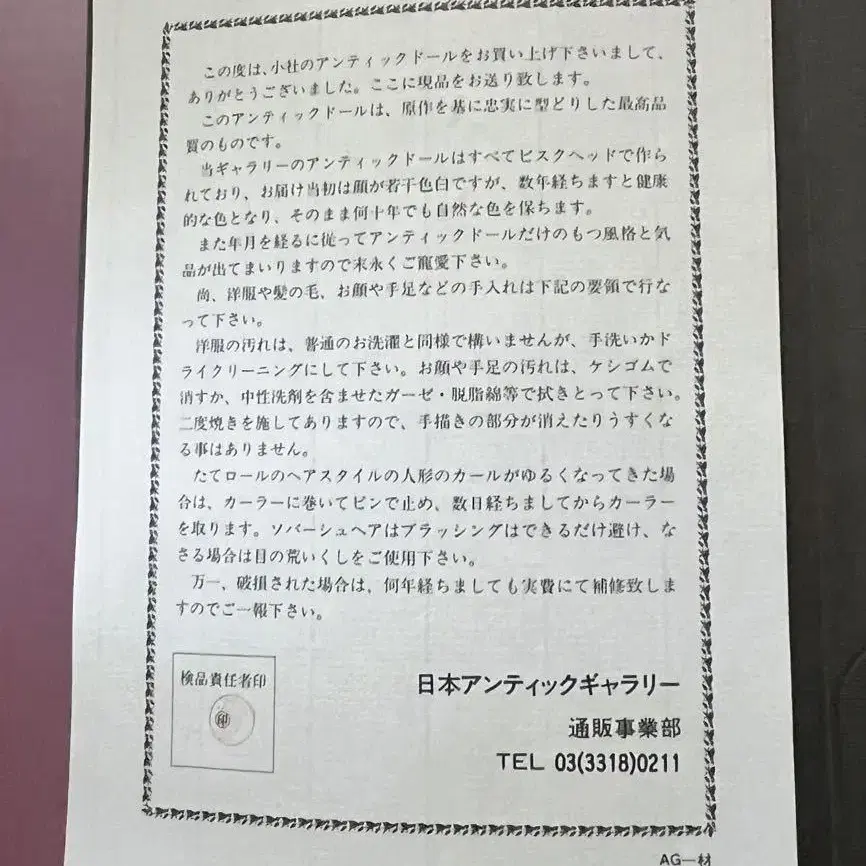 この度は、小社のアンティックドールをお買い上げ下さいまして、
ありがとうございました。ここに現品をお送り致します。
このアンティックドールは、原作を基に忠実に型どりした最高品
質のものです。
当ギャラリーのアンティックドールはすべてビスクヘッドで作ら
れており、お届け当初は顔が若干色白ですが、数年経ちますと健康
的な色となり、そのまま何十年でも自然な色を保ちます。
また年月を経るに従ってアンティックドールだけのもつ風格と気
品が出てまいりますので末永くご寵愛下さい。
尚、洋服や髪の毛、お顔や手足などの手入れは下記の要領で行な
って下さい。
洋服の汚れは、普通のお洗濯と同様で構いませんが、手洗いかド
ライクリーニングにして下さい。お顔や手足の汚れは、ケシゴムで
消すか、中性洗剤を含ませたガーゼ・脱脂綿等で拭きとって下さい。
二度焼きを施してありますので、手描きの部分が消えたりうすくな
る事はありません。
たてロールのヘアスタイルの人形のカールがゆるくなってきた場
合は、カーラーに巻いてピンで止め、数日経ちましてからカーラー
を取ります。ソバージュヘアはブラッシングはできるだけ避け、な
さる場合は目の荒いくしをご使用下さい。
万一、破損された場合は、何年経ちましても実費にて補修致しま
すのでご一報下さい。
検品責任者印
日本アンティックギャラリー
通販事業部
TEL 03(3318)0211
AG—材